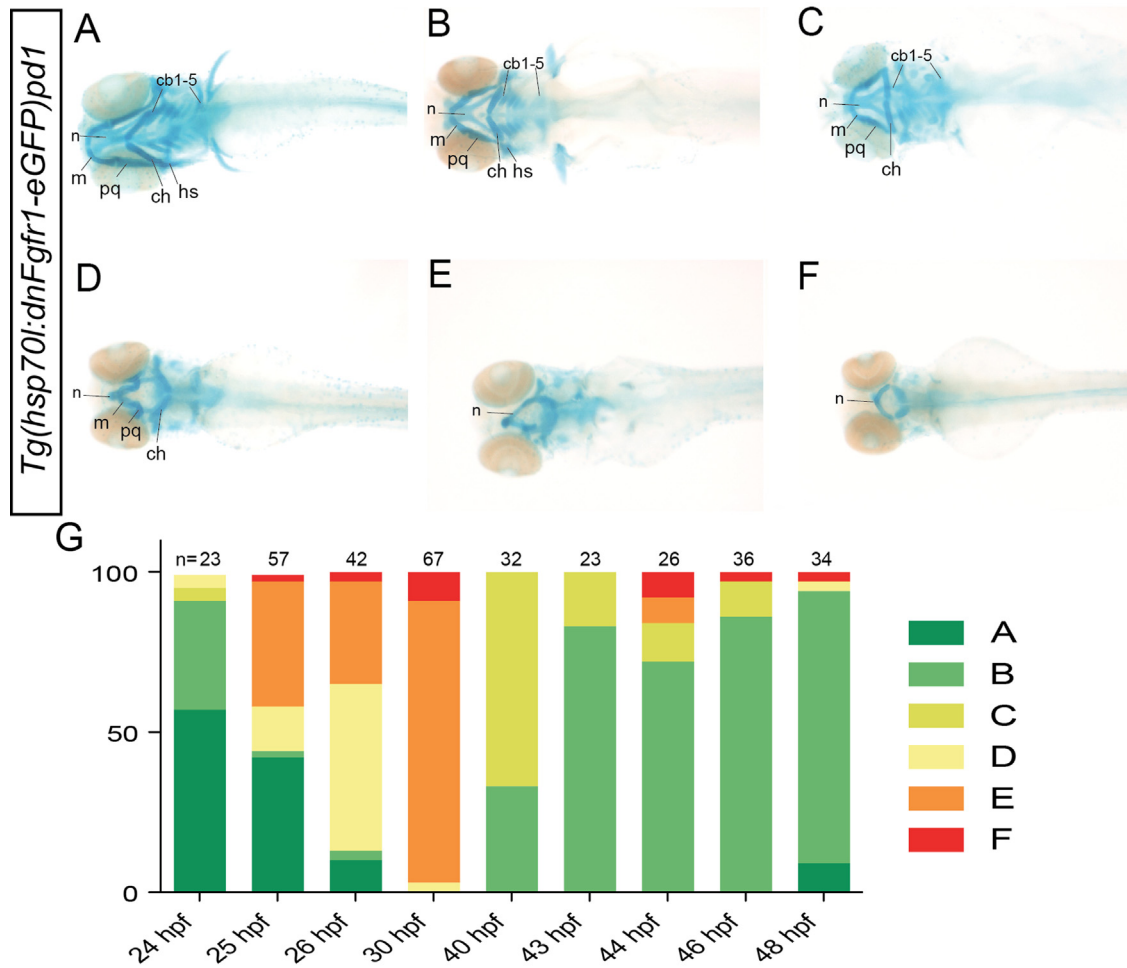 Tg(hsp70l:dnFgfr1-eGFP)pd1
A
cb1-5
n
m
pq
ch
hs
B
cb1-5
n
m
pq
ch hs
C
cb1-5
n
m
pq
ch
D
n
m
pq
ch
E
n
F
n
G
n= 23 57 42 67 32 23 26 36 34
100
50
0
24 hpf 25 hpf 26 hpf 30 hpf 40 hpf 43 hpf 44 hpf 46 hpf 48 hpf
A
B
C
D
E
F